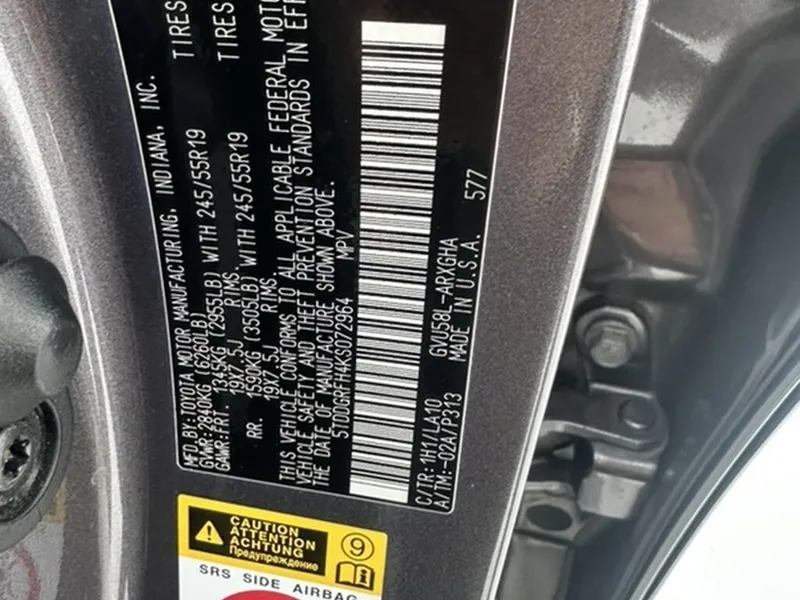 MFD.BY:TOYOTA MOTOR MANUFACTURING, INDIANA, INC.
GVWR:2840KG (6260LB)
GAWR:FRT. 1345KG (2955LB) WITH 245/55R19 TIRES
19X7.5J RIMS.
RR. 1590KG (3505LB) WITH 245/55R19 TIRES
19X7.5J RIMS.
THIS VEHICLE CONFORMS TO ALL APPLICABLE FEDERAL MOTO
VEHICLE SAFETY AND THEFT PREVENTION STANDARDS IN EFF
THE DATE OF MANUFACTURE SHOWN ABOVE.
5TDDGRFH4KS072964 MPV
C/TR:1H1/LA10 GVU58L-ARXGHA
A/TM:-02A/P313 MADE IN U.S.A. 577
CAUTION
ATTENTION
ACHTUNG
Предупреждение
9
SRS SIDE AIRBAG